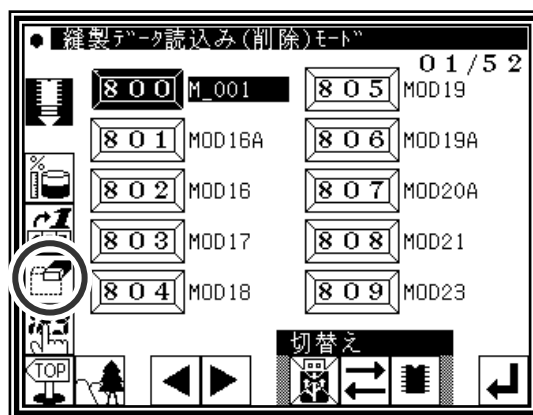 ● 縫製データ読込み(削除)モード
01/52
800 M_001
805 MOD19
801 MOD16A
806 MOD19A
802 MOD16
807 MOD20A
803 MOD17
808 MOD21
804 MOD18
809 MOD23
%
1
切替え
TOP